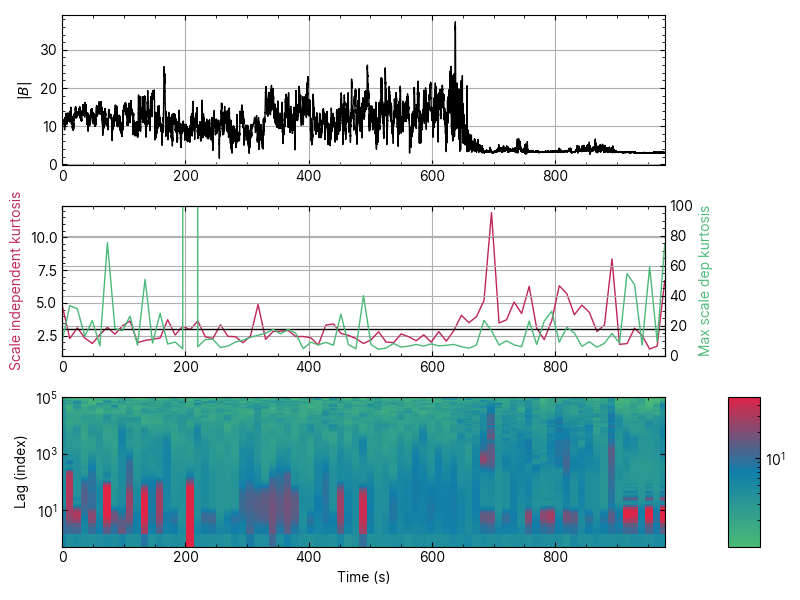 30
20
10
0
|B|
0 200 400 600 800
Scale independent kurtosis
10.0
7.5
5.0
2.5
100
80
60
40
20
0
Max scale dep kurtosis
0 200 400 600 800
Lag (index)
10^5
10^3
10^1
0 200 400 600 800
Time (s)
10^1